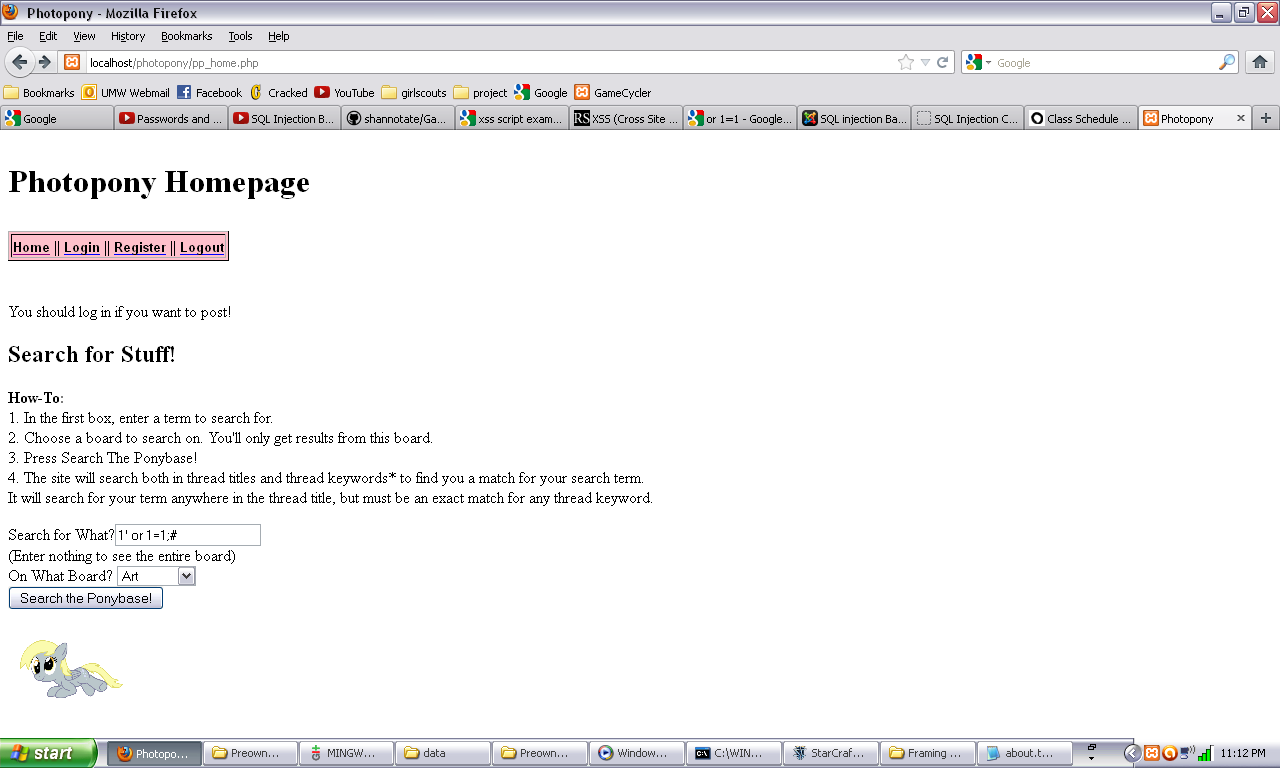 Photopony - Mozilla Firefox
File Edit View History Bookmarks Tools Help
localhost/photopony/pp_home.php
Google
Bookmarks UMW Webmail Facebook Cracked YouTube girlscouts project Google GameCycler
Google Passwords and ... SQL Injection B... shannotate/Ga... xss script exam... RS XSS (Cross Site ... or 1=1 - Google... SQL injection Ba... SQL Injection C... Class Schedule ... Photopony
Photopony Homepage
Home || Login || Register || Logout
You should log in if you want to post!
Search for Stuff!
How-To:
1. In the first box, enter a term to search for.
2. Choose a board to search on. You'll only get results from this board.
3. Press Search The Ponybase!
4. The site will search both in thread titles and thread keywords* to find you a match for your search term.
It will search for your term anywhere in the thread title, but must be an exact match for any thread keyword.
Search for What? 1' or 1=1;#
(Enter nothing to see the entire board)
On What Board? Art
Search the Ponybase!
start Photopo... Preown... MINGW... data Preown... Window... C:\WIN... StarCraf... Framing ... about.t... 11:12 PM